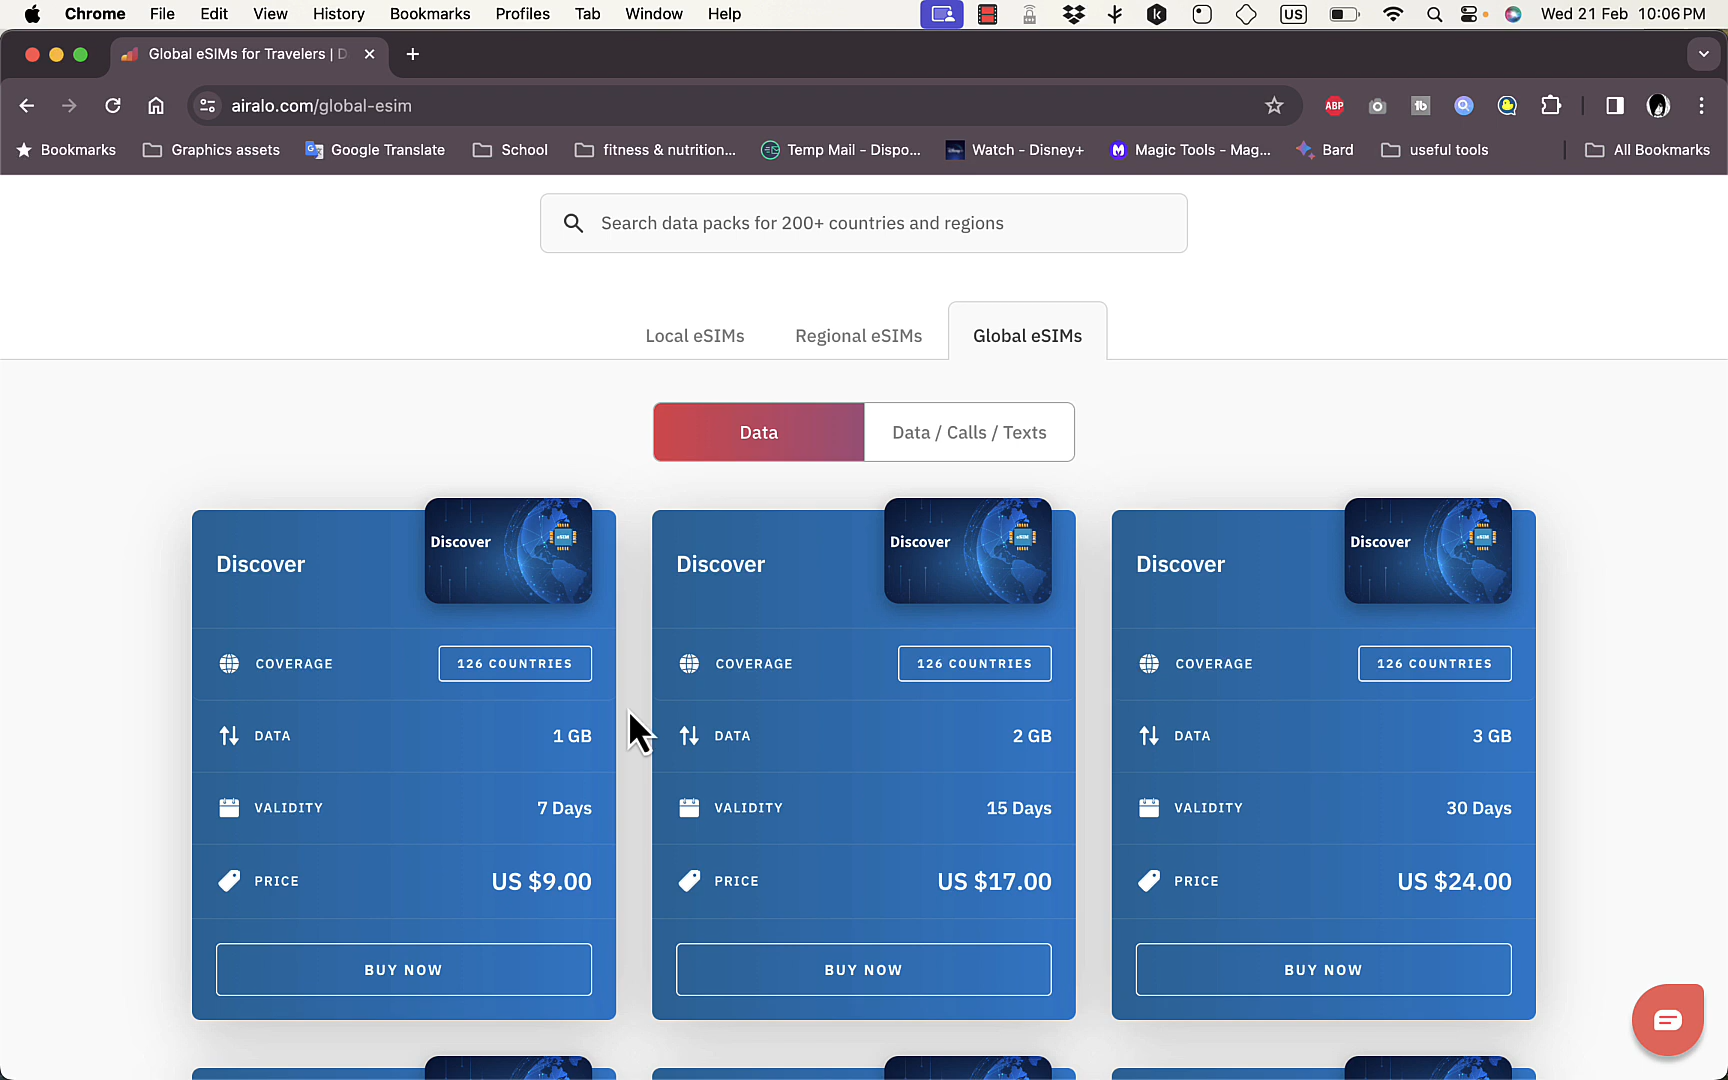 Chrome File Edit View History Bookmarks Profiles Tab Window Help US Wed 21 Feb 10:06 PM
Global eSIMs for Travelers | D
airalo.com/global-esim ABP tb
Bookmarks Graphics assets Google Translate School fitness & nutrition... Temp Mail - Dispo... Watch - Disney+ Magic Tools - Mag... Bard useful tools All Bookmarks
Search data packs for 200+ countries and regions
Local eSIMs Regional eSIMs Global eSIMs
Data Data / Calls / Texts
Discover
Discover eSIM
COVERAGE 126 COUNTRIES
DATA 1 GB
VALIDITY 7 Days
PRICE US $9.00
BUY NOW
Discover
Discover eSIM
COVERAGE 126 COUNTRIES
DATA 2 GB
VALIDITY 15 Days
PRICE US $17.00
BUY NOW
Discover
Discover eSIM
COVERAGE 126 COUNTRIES
DATA 3 GB
VALIDITY 30 Days
PRICE US $24.00
BUY NOW